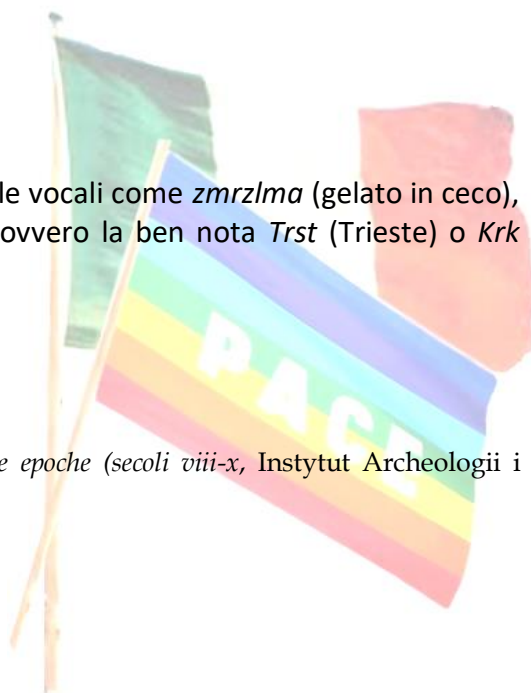 le vocali come zmrzlma (gelato in ceco),
ovvero la ben nota Trst (Trieste) o Krk
PACE
e epoche (secoli viii-x, Instytut Archeologii i